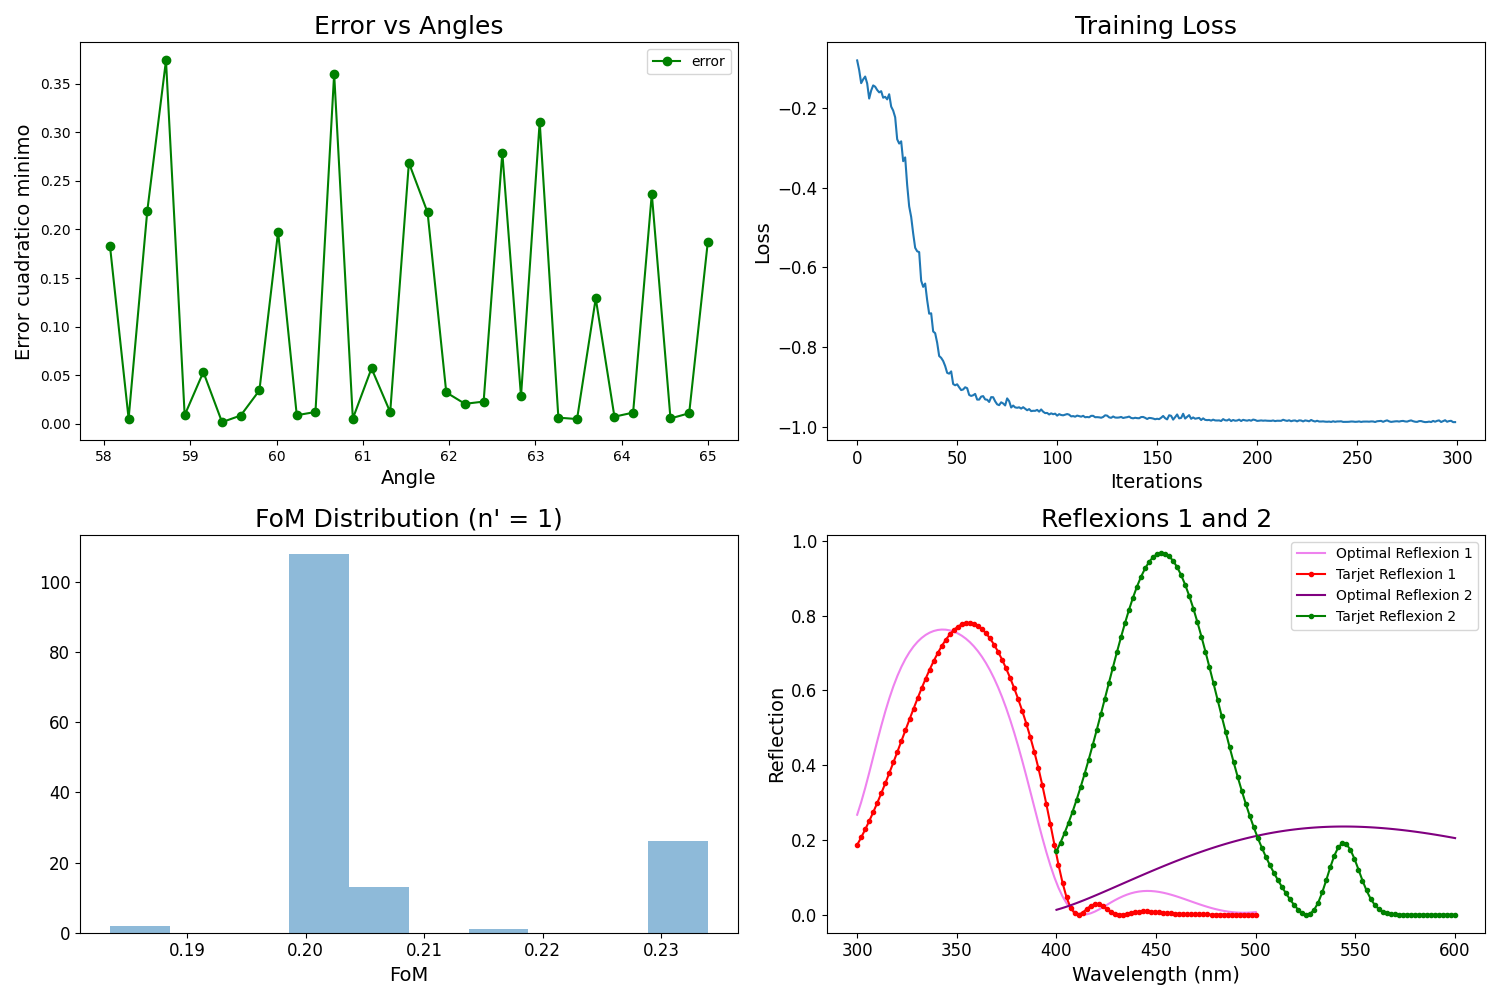 Error vs Angles
error
Error cuadratico minimo
0.35
0.30
0.25
0.20
0.15
0.10
0.05
0.00
58 59 60 61 62 63 64 65
Angle
Training Loss
Loss
−0.2
−0.4
−0.6
−0.8
−1.0
0 50 100 150 200 250 300
Iterations
FoM Distribution (n' = 1)
100
80
60
40
20
0
0.19 0.20 0.21 0.22 0.23
FoM
Reflexions 1 and 2
Optimal Reflexion 1
Tarjet Reflexion 1
Optimal Reflexion 2
Tarjet Reflexion 2
Reflection
1.0
0.8
0.6
0.4
0.2
0.0
300 350 400 450 500 550 600
Wavelength (nm)